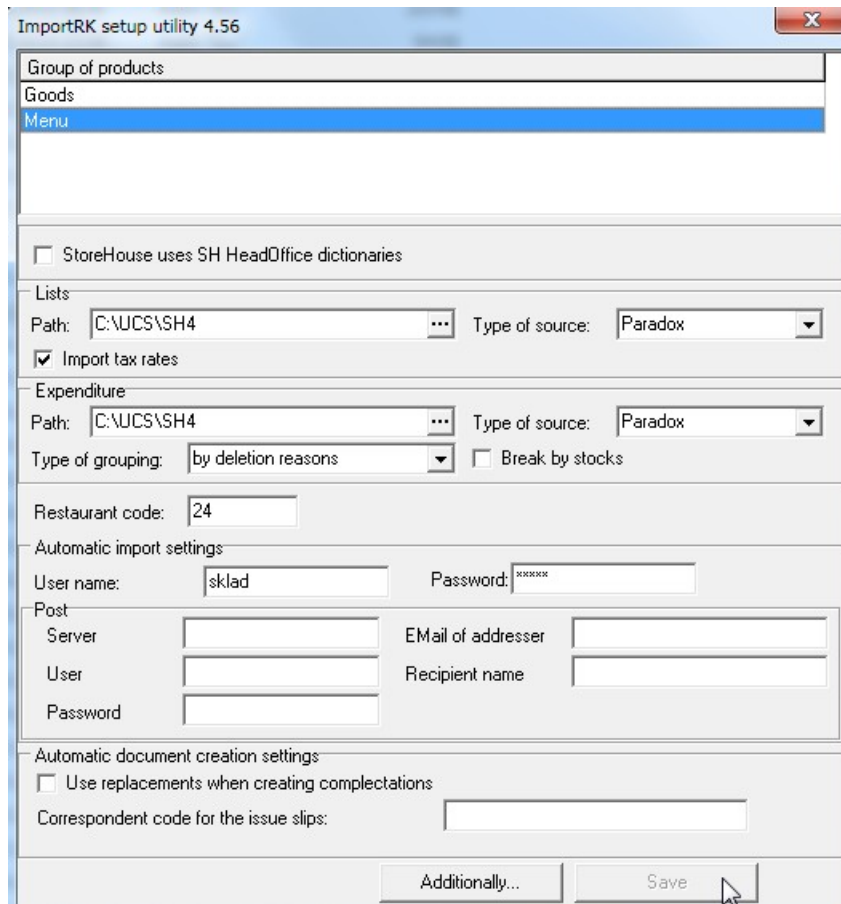 ImportRK setup utility 4.56
Group of products
Goods
Menu
StoreHouse uses SH HeadOffice dictionaries
Lists
Path: C:\UCS\SH4 ... Type of source: Paradox
Import tax rates
Expenditure
Path: C:\UCS\SH4 ... Type of source: Paradox
Type of grouping: by deletion reasons Break by stocks
Restaurant code: 24
Automatic import settings
User name: sklad Password: *****
Post
Server EMail of addresser
User Recipient name
Password
Automatic document creation settings
Use replacements when creating complectations
Correspondent code for the issue slips:
Additionally... Save